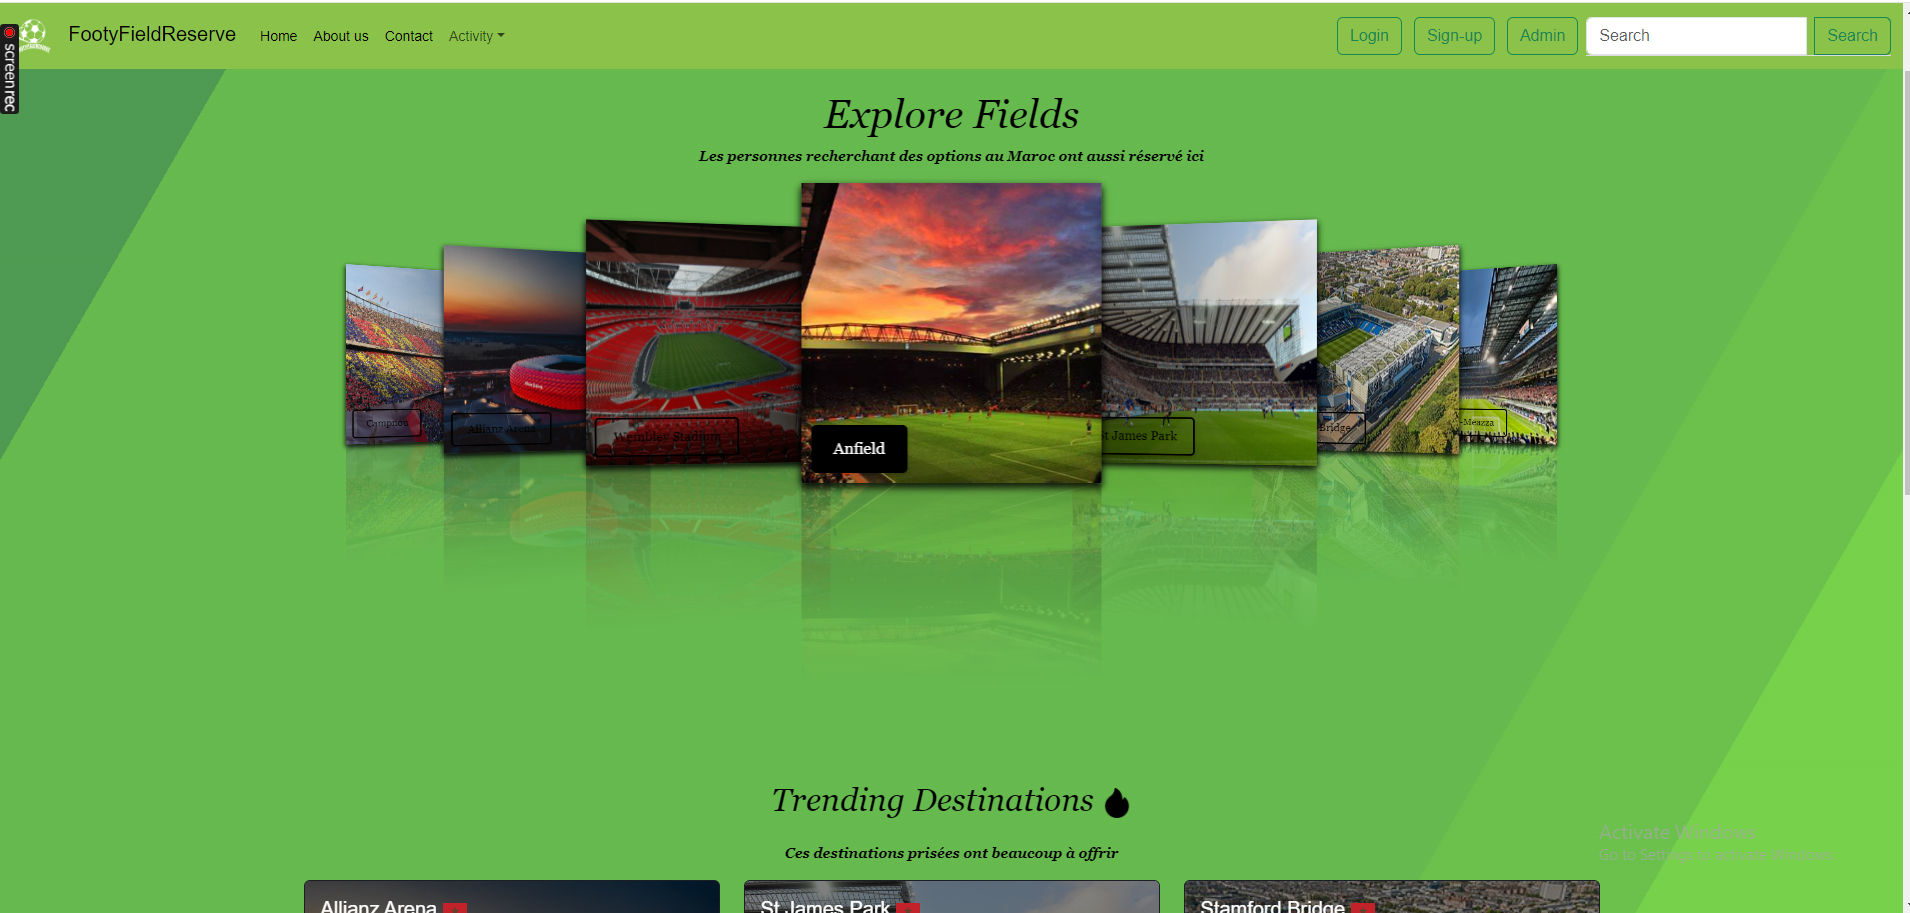 screenrec
FootyFieldReserve Home About us Contact Activity Login Sign-up Admin Search Search
Explore Fields
Les personnes recherchant des options au Maroc ont aussi réservé ici
Campnou
Allianz Arena
Wembley Stadium
Anfield
t James Park
Bridge
-Meazza
Trending Destinations
Ces destinations prisées ont beaucoup à offrir
Activate Windows
Go to Settings to activate Windows.
Allianz Arena
St James Park
Stamford Bridge